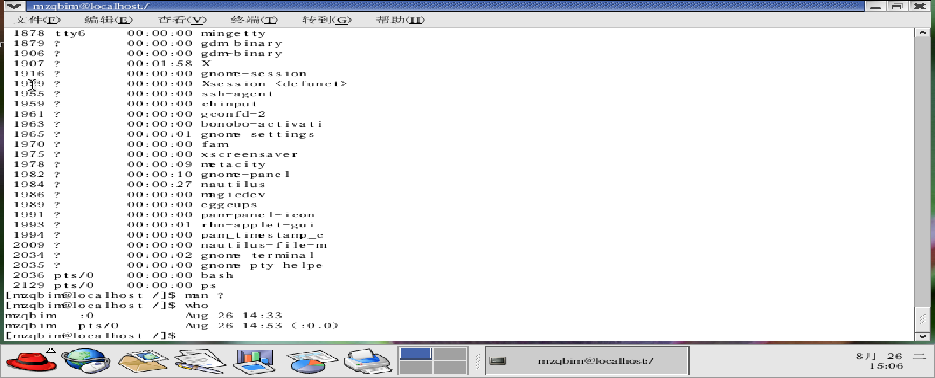 mzqbim@localhost:/
文件(F) 编辑(E) 查看(V) 终端(T) 转到(G) 帮助(H)
1878 tty6 00:00:00 mingetty
1879 ? 00:00:00 gdm-binary
1906 ? 00:00:00 gdm-binary
1907 ? 00:01:58 X
1916 ? 00:00:00 gnome-session
? 00:00:00 Xsession <defunct>
1955 ? 00:00:00 ssh-agent
1959 ? 00:00:00 chinput
1961 ? 00:00:00 gconfd-2
1963 ? 00:00:00 bonobo-activati
1965 ? 00:00:01 gnome-settings-
1970 ? 00:00:00 fam
1975 ? 00:00:00 xscreensaver
1978 ? 00:00:09 metacity
1982 ? 00:00:10 gnome-panel
1984 ? 00:00:27 nautilus
1986 ? 00:00:00 magicdev
1989 ? 00:00:00 eggcups
1991 ? 00:00:00 pam-panel-icon
1993 ? 00:00:01 rhn-applet-gui
1994 ? 00:00:00 pam_timestamp_c
2009 ? 00:00:00 nautilus-file-m
2034 ? 00:00:02 gnome-terminal
2035 ? 00:00:00 gnome-pty-helpe
2036 pts/0 00:00:00 bash
2129 pts/0 00:00:00 ps
[mzqbim@localhost /]$ man ?
[mzqbim@localhost /]$ who
mzqbim :0 Aug 26 14:33
mzqbim pts/0 Aug 26 14:53 (:0.0)
[mzqbim@localhost /]$
mzqbim@localhost:/
8月 26 二
15:06